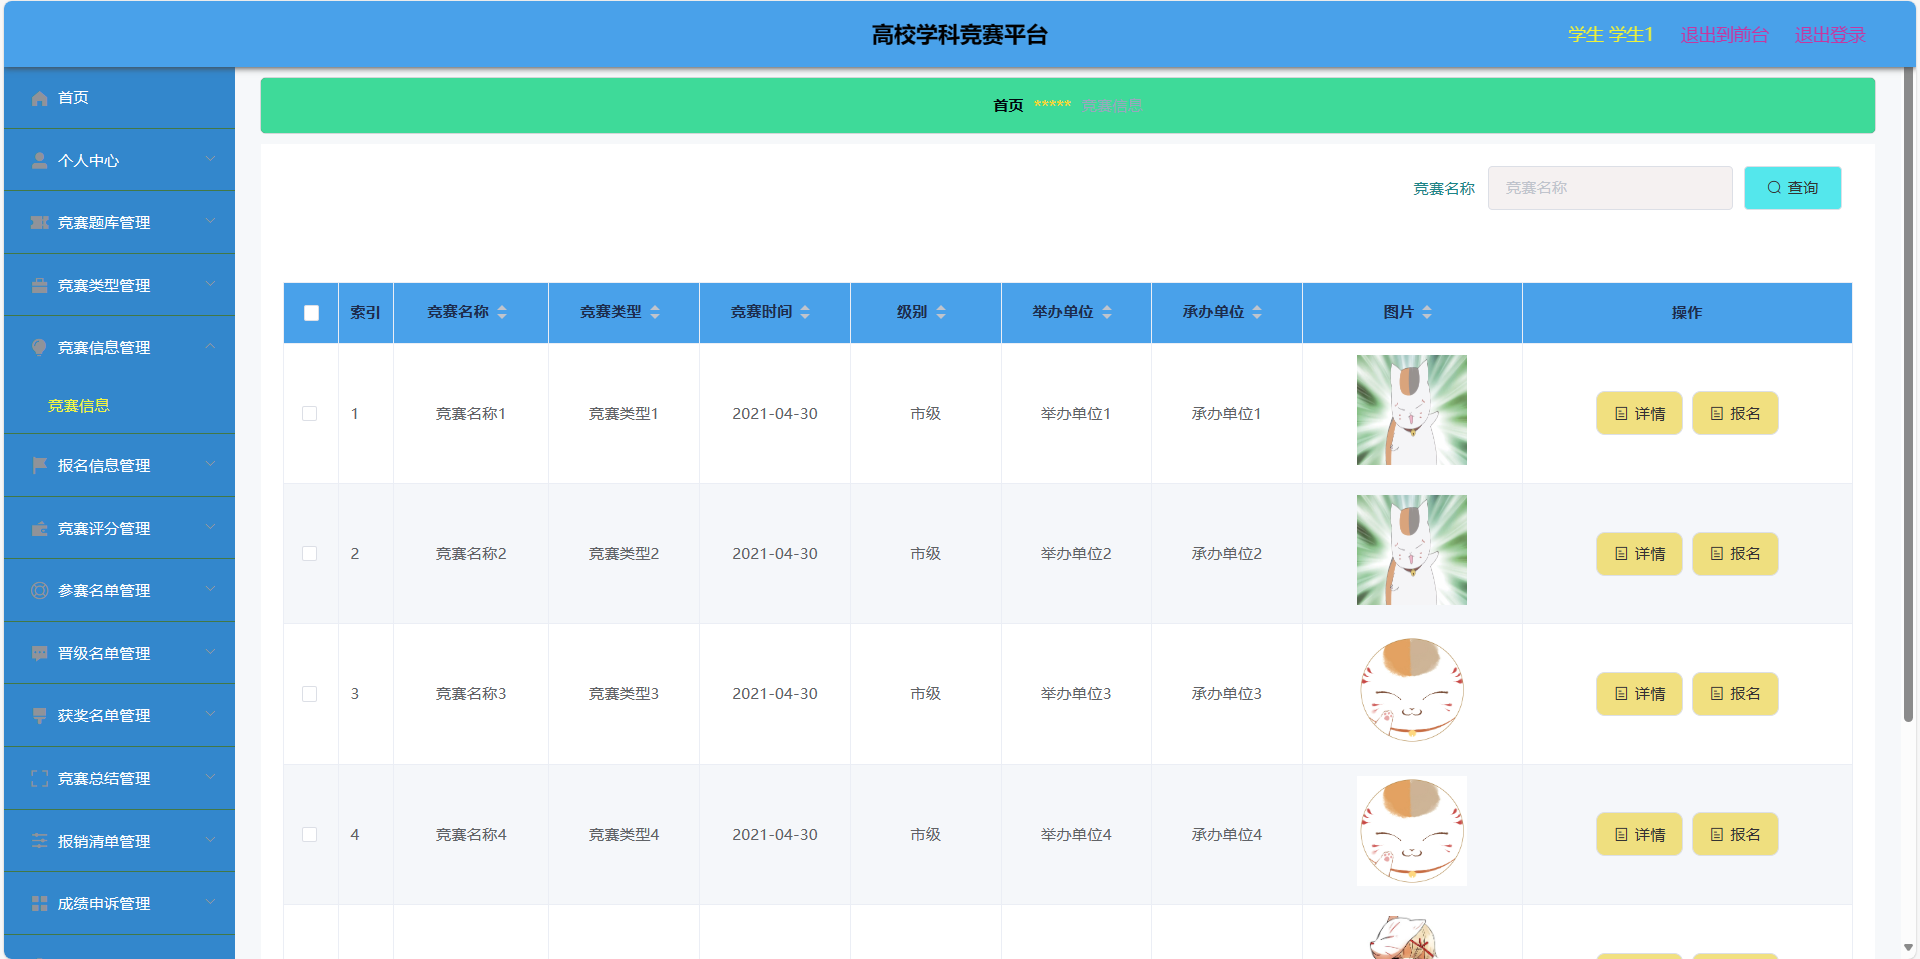 高校学科竞赛平台
学生 学生1 退出到前台 退出登录
首页
个人中心
竞赛题库管理
竞赛类型管理
竞赛信息管理
竞赛信息
报名信息管理
竞赛评分管理
参赛名单管理
晋级名单管理
获奖名单管理
竞赛总结管理
报销清单管理
成绩申诉管理
首页 ***** 竞赛信息
竞赛名称 竞赛名称 查询
索引 竞赛名称 竞赛类型 竞赛时间 级别 举办单位 承办单位 图片 操作
1 竞赛名称1 竞赛类型1 2021-04-30 市级 举办单位1 承办单位1 详情 报名
2 竞赛名称2 竞赛类型2 2021-04-30 市级 举办单位2 承办单位2 详情 报名
3 竞赛名称3 竞赛类型3 2021-04-30 市级 举办单位3 承办单位3 详情 报名
4 竞赛名称4 竞赛类型4 2021-04-30 市级 举办单位4 承办单位4 详情 报名